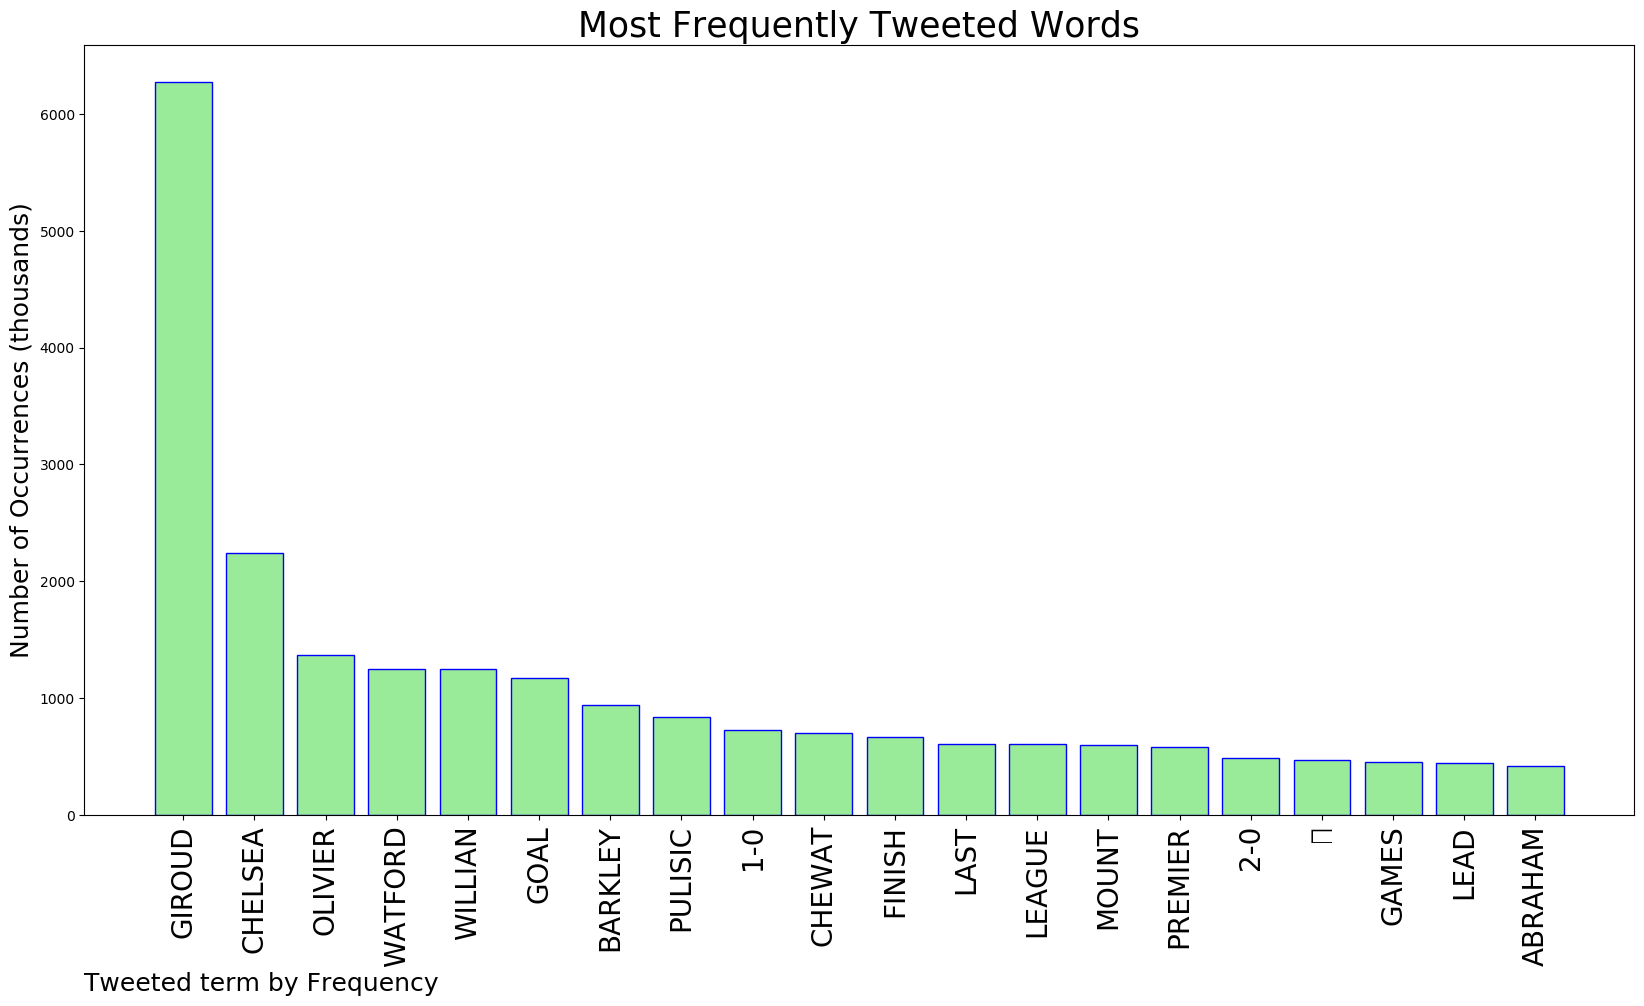 Most Frequently Tweeted Words
Number of Occurrences (thousands)
6000
5000
4000
3000
2000
1000
0
GIROUD
CHELSEA
OLIVIER
WATFORD
WILLIAN
GOAL
BARKLEY
PULISIC
1-0
CHEWAT
FINISH
LAST
LEAGUE
MOUNT
PREMIER
2-0
GAMES
LEAD
ABRAHAM
Tweeted term by Frequency